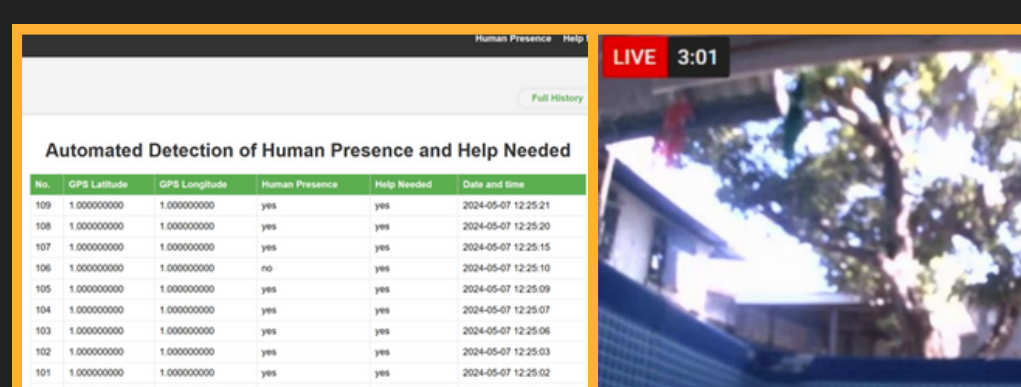 Human Presence Help
Full History
Automated Detection of Human Presence and Help Needed
No. GPS Latitude GPS Longitude Human Presence Help Needed Date and time
109 1.000000000 1.000000000 yes yes 2024-05-07 12:25:21
108 1.000000000 1.000000000 yes yes 2024-05-07 12:25:20
107 1.000000000 1.000000000 yes yes 2024-05-07 12:25:15
106 1.000000000 1.000000000 no yes 2024-05-07 12:25:10
105 1.000000000 1.000000000 yes yes 2024-05-07 12:25:09
104 1.000000000 1.000000000 yes yes 2024-05-07 12:25:07
103 1.000000000 1.000000000 yes yes 2024-05-07 12:25:06
102 1.000000000 1.000000000 yes yes 2024-05-07 12:25:03
101 1.000000000 1.000000000 yes yes 2024-05-07 12:25:02
LIVE 3:01